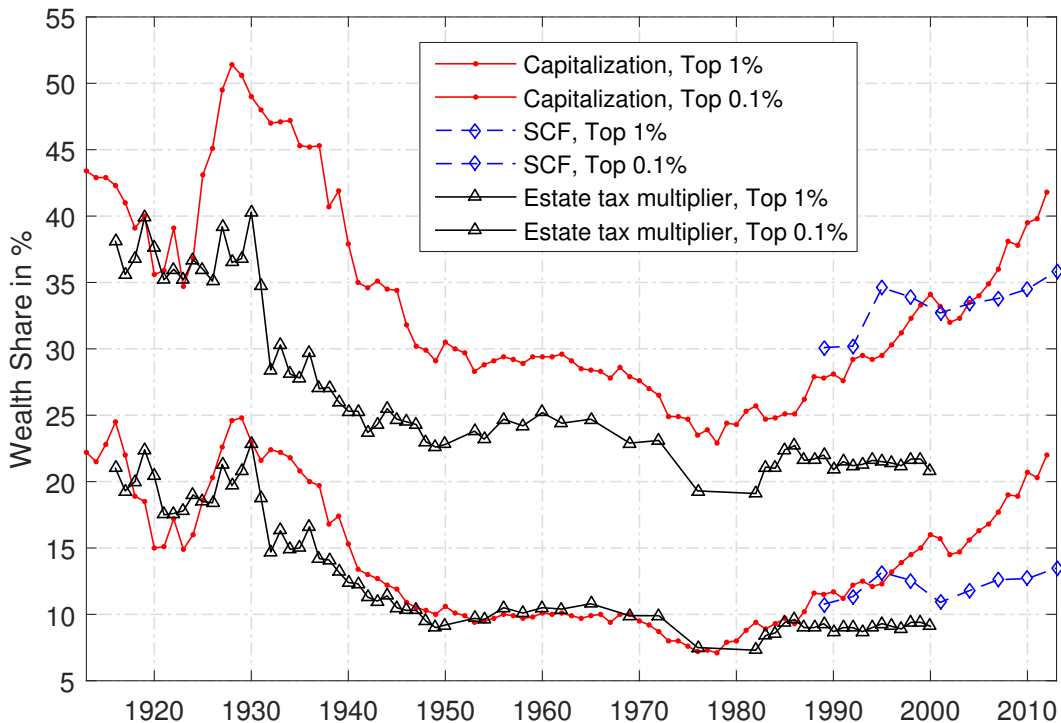 55
50
45
40
35
30
25
20
15
10
5
Wealth Share in %
Capitalization, Top 1%
Capitalization, Top 0.1%
SCF, Top 1%
SCF, Top 0.1%
Estate tax multiplier, Top 1%
Estate tax multiplier, Top 0.1%
1920 1930 1940 1950 1960 1970 1980 1990 2000 2010